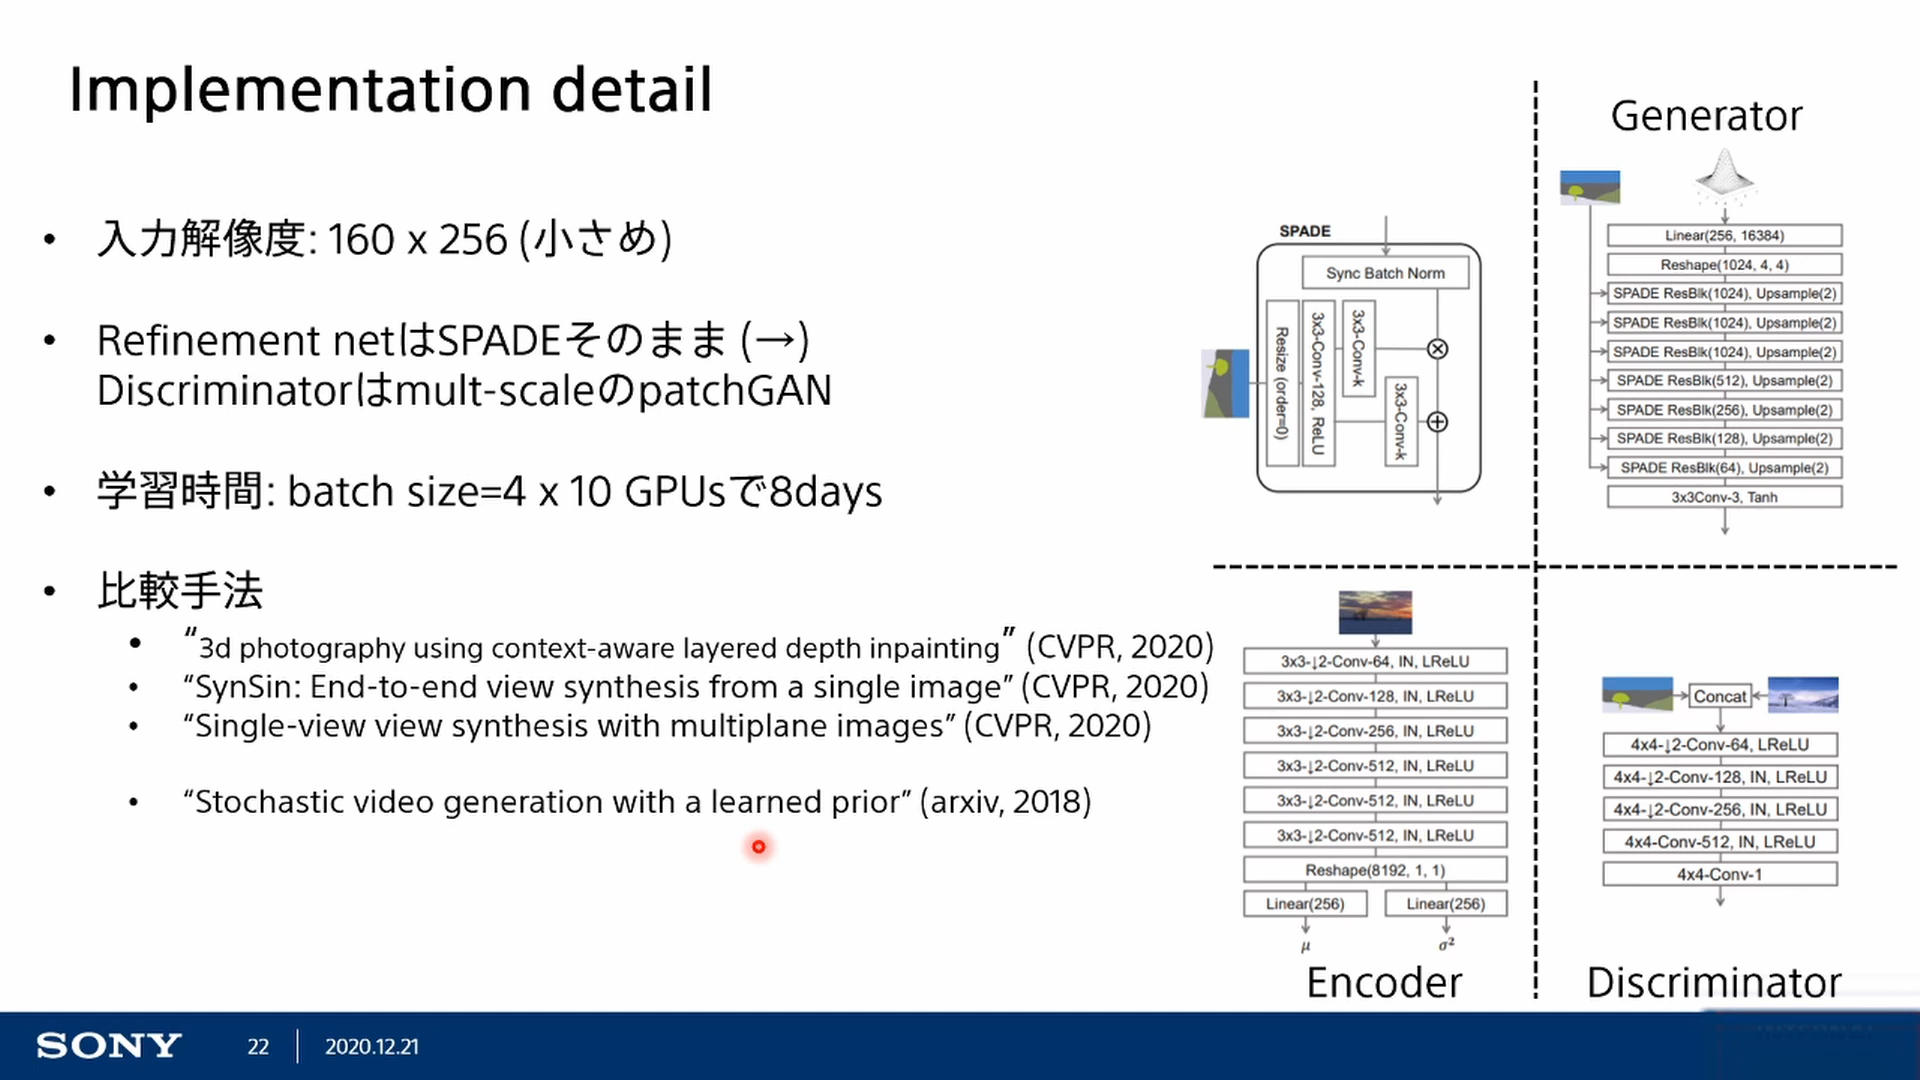 Implementation detail
• 入力解像度: 160 x 256 (小さめ)
• Refinement netはSPADEそのまま (→)
Discriminatorはmult-scaleのpatchGAN
• 学習時間: batch size=4 x 10 GPUsで8days
• 比較手法
• “3d photography using context-aware layered depth inpainting” (CVPR, 2020)
• “SynSin: End-to-end view synthesis from a single image” (CVPR, 2020)
• “Single-view view synthesis with multiplane images” (CVPR, 2020)
• “Stochastic video generation with a learned prior” (arxiv, 2018)
SPADE
Sync Batch Norm
Resize (order=0)
3x3-Conv-128, ReLU
3x3-Conv-k
3x3-Conv-k
Generator
Linear(256, 16384)
Reshape(1024, 4, 4)
SPADE ResBlk(1024), Upsample(2)
SPADE ResBlk(1024), Upsample(2)
SPADE ResBlk(1024), Upsample(2)
SPADE ResBlk(512), Upsample(2)
SPADE ResBlk(256), Upsample(2)
SPADE ResBlk(128), Upsample(2)
SPADE ResBlk(64), Upsample(2)
3x3Conv-3, Tanh
3x3-↓2-Conv-64, IN, LReLU
3x3-↓2-Conv-128, IN, LReLU
3x3-↓2-Conv-256, IN, LReLU
3x3-↓2-Conv-512, IN, LReLU
3x3-↓2-Conv-512, IN, LReLU
3x3-↓2-Conv-512, IN, LReLU
Reshape(8192, 1, 1)
Linear(256) Linear(256)
μ σ²
Encoder
Concat
4x4-↓2-Conv-64, LReLU
4x4-↓2-Conv-128, IN, LReLU
4x4-↓2-Conv-256, IN, LReLU
4x4-Conv-512, IN, LReLU
4x4-Conv-1
Discriminator
SONY 22 2020.12.21